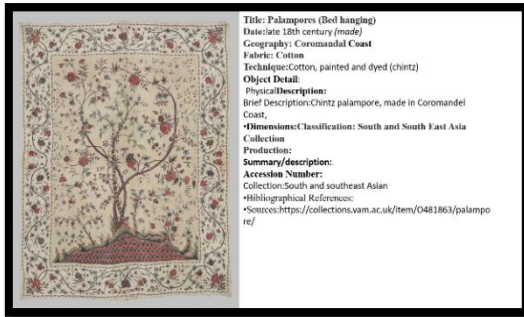 Title: Palampores (Bed hanging)
Date:late 18th century (made)
Geography: Coromandal Coast
Fabric: Cotton
Technique:Cotton, painted and dyed (chintz)
Object Detail:
PhysicalDescription:
Brief Description:Chintz palampore, made in Coromandel
Coast,
•Dimensions:Classification: South and South East Asia
Collection
Production:
Summary/description:
Accession Number:
Collection:South and southeast Asian
•Bibliographical References:
•Sources:https://collections.vam.ac.uk/item/O481863/palampo
re/